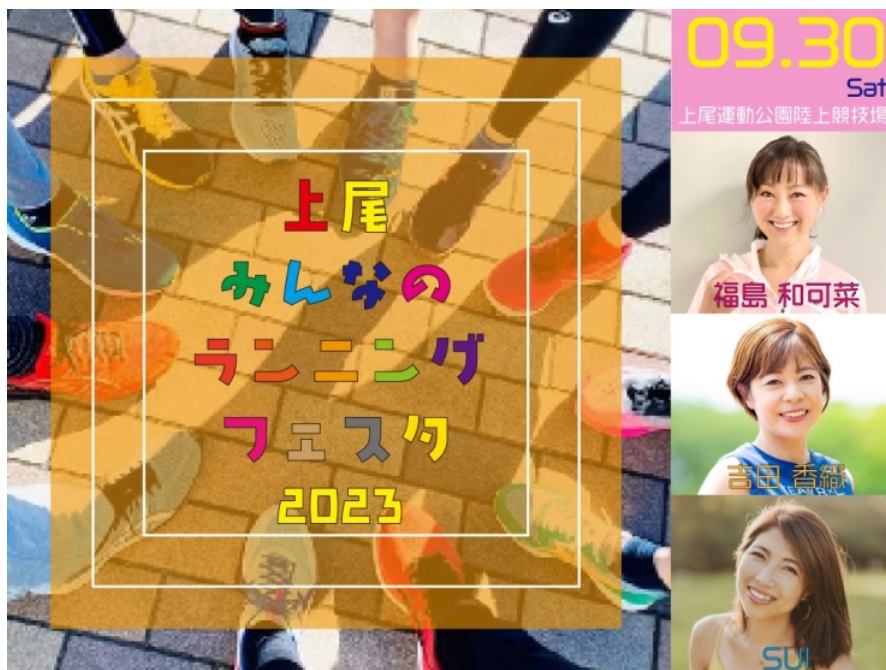 上尾
みんなの
ランニング
フェスタ
2023
09.30
Sat
上尾運動公園陸上競技場
福島 和可菜
吉田 香織
TEAM RxL
SUI